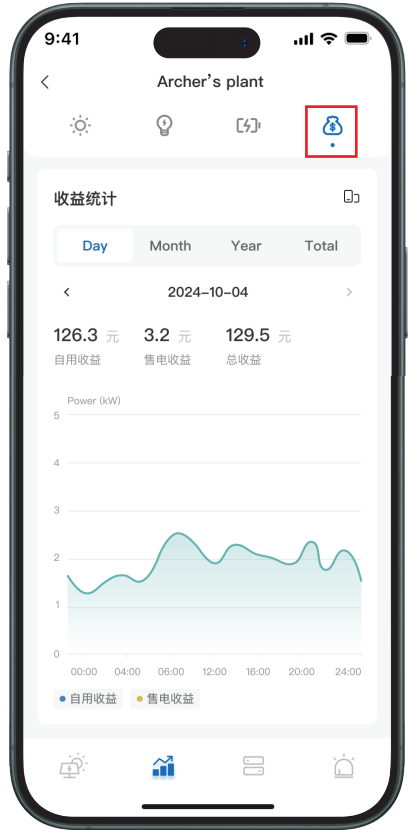 9:41
Archer's plant
收益统计
Day Month Year Total
2024-10-04
126.3 元 3.2 元 129.5 元
自用收益 售电收益 总收益
Power (kW)
5
4
3
2
1
0
00:00 04:00 06:00 12:00 16:00 20:00 24:00
自用收益 售电收益